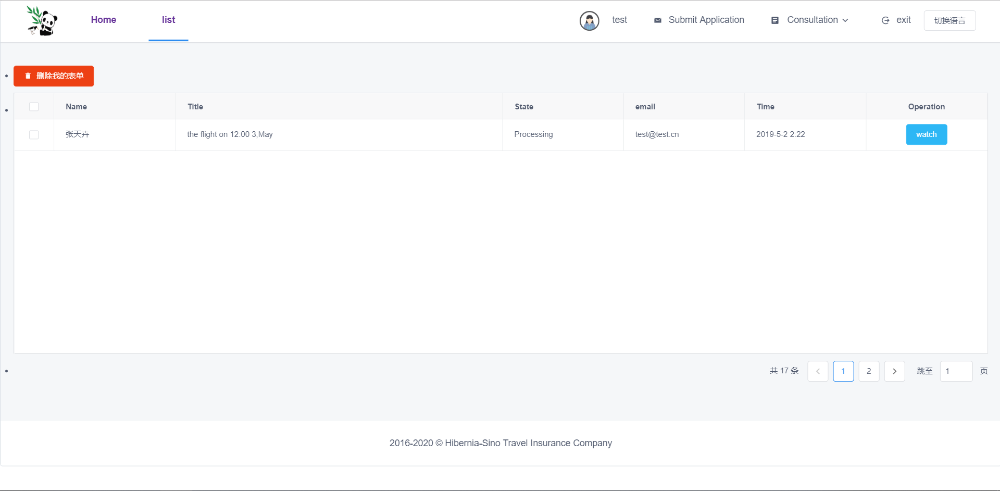 Home list test Submit Application Consultation exit 切换语言
删除我的表单
Name Title State email Time Operation
张天卉 the flight on 12:00 3,May Processing test@test.cn 2019-5-2 2:22 watch
共 17 条 1 2 跳至 1 页
2016-2020 © Hibernia-Sino Travel Insurance Company